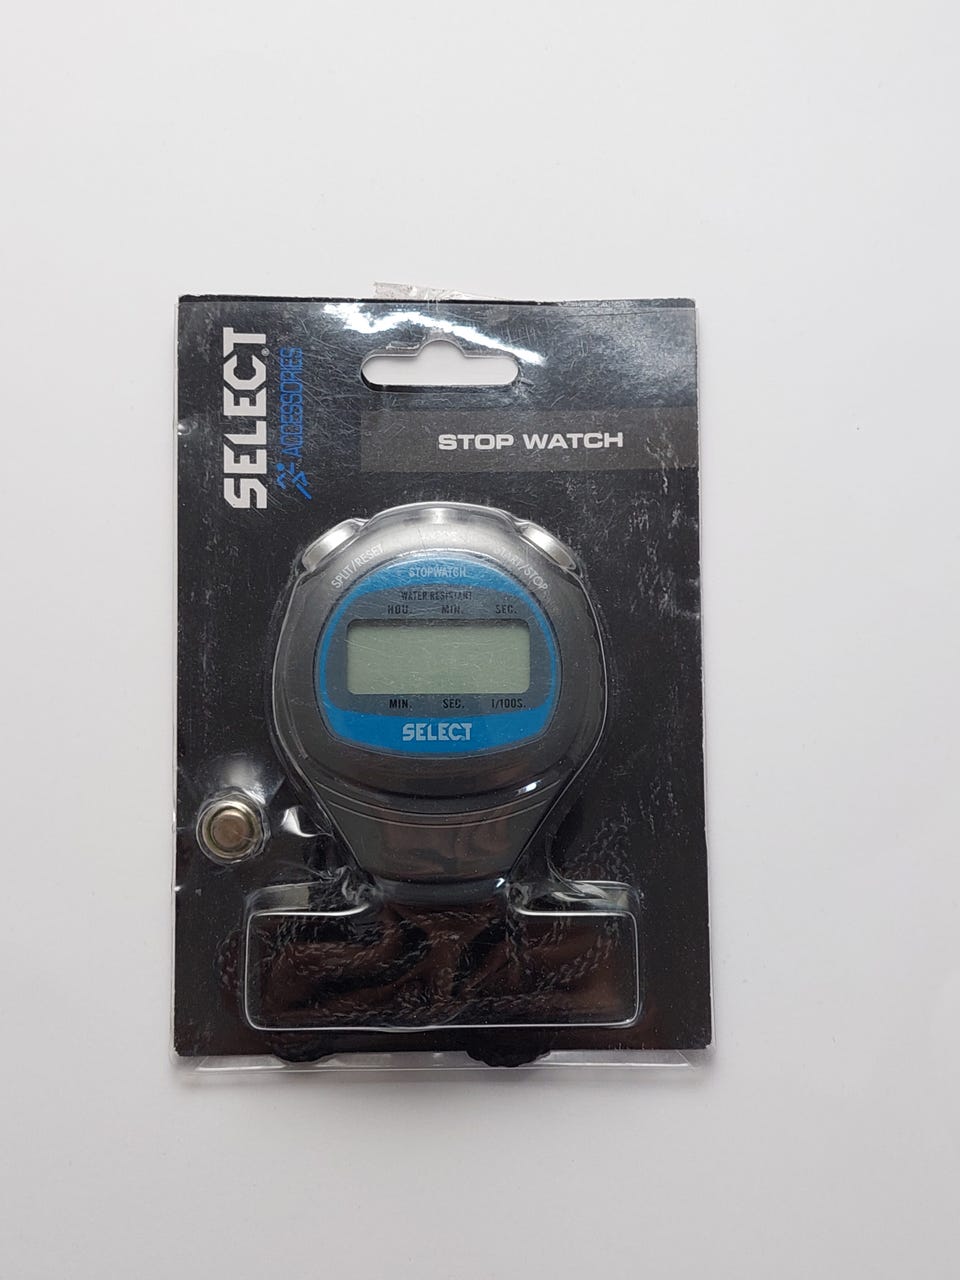 SELECT
ACCESSORIES
STOP WATCH
SPLIT/RESET
START/STOP
STOPWATCH
WATER RESISTANT
HOU. MIN. SEC.
MIN. SEC. 1/100S.
SELECT